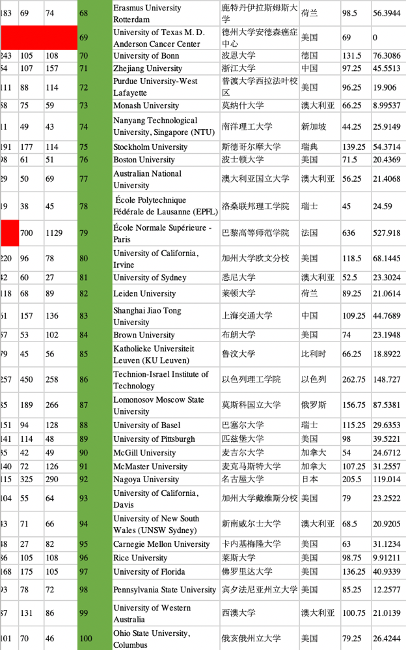 183 69 74 68 Erasmus University Rotterdam 鹿特丹伊拉斯姆斯大学 荷兰 98.5 56.3944
University of Texas M. D. Anderson Cancer Center 德州大学安德森癌症中心 美国 69 0
243 105 108 70 University of Bonn 波恩大学 德国 131.5 76.3086
54 107 157 71 Zhejiang University 浙江大学 中国 97.25 45.5513
111 88 114 72 Purdue University-West Lafayette 普渡大学西拉法叶校区 美国 96.25 19.906
58 75 59 73 Monash University 莫纳什大学 澳大利亚 66.25 8.99537
11 49 43 74 Nanyang Technological University, Singapore (NTU) 南洋理工大学 新加坡 44.25 25.9149
191 177 114 75 Stockholm University 斯德哥尔摩大学 瑞典 139.25 54.3714
98 61 51 76 Boston University 波士顿大学 美国 71.5 20.4369
29 50 69 77 Australian National University 澳大利亚国立大学 澳大利亚 56.25 21.4068
19 38 45 78 École Polytechnique Fédérale de Lausanne (EPFL) 洛桑联邦理工学院 瑞士 45 24.59
700 1129 79 École Normale Supérieure - Paris 巴黎高等师范学院 法国 636 527.918
220 96 78 80 University of California, Irvine 加州大学欧文分校 美国 118.5 68.1445
42 60 27 81 University of Sydney 悉尼大学 澳大利亚 52.5 23.3024
118 68 89 82 Leiden University 莱顿大学 荷兰 89.25 21.0614
61 157 136 83 Shanghai Jiao Tong University 上海交通大学 中国 109.25 44.7689
57 53 102 84 Brown University 布朗大学 美国 74 23.1948
79 45 56 85 Katholieke Universiteit Leuven (KU Leuven) 鲁汶大学 比利时 66.25 18.8922
257 450 258 86 Technion-Israel Institute of Technology 以色列理工学院 以色列 262.75 148.727
85 189 266 87 Lomonosov Moscow State University 莫斯科国立大学 俄罗斯 156.75 87.5381
151 94 128 88 University of Basel 巴塞尔大学 瑞士 115.25 29.6353
141 114 48 89 University of Pittsburgh 匹兹堡大学 美国 98 39.5221
35 42 49 90 McGill University 麦吉尔大学 加拿大 54 24.6712
140 72 126 91 McMaster University 麦克马斯特大学 加拿大 107.25 31.2557
115 325 290 92 Nagoya University 名古屋大学 日本 205.5 119.014
104 55 64 93 University of California, Davis 加州大学戴维斯分校 美国 79 23.2522
43 71 66 94 University of New South Wales (UNSW Sydney) 新南威尔士大学 澳大利亚 68.5 20.9205
48 27 82 95 Carnegie Mellon University 卡内基梅隆大学 美国 63 31.1234
86 105 108 96 Rice University 莱斯大学 美国 98.75 9.91211
168 175 105 97 University of Florida 佛罗里达大学 美国 136.25 40.9339
93 78 72 98 Pennsylvania State University 宾夕法尼亚州立大学 美国 85.25 12.2577
87 131 86 99 University of Western Australia 西澳大学 澳大利亚 100.75 21.0139
101 70 46 100 Ohio State University, Columbus 俄亥俄州立大学 美国 79.25 26.4244